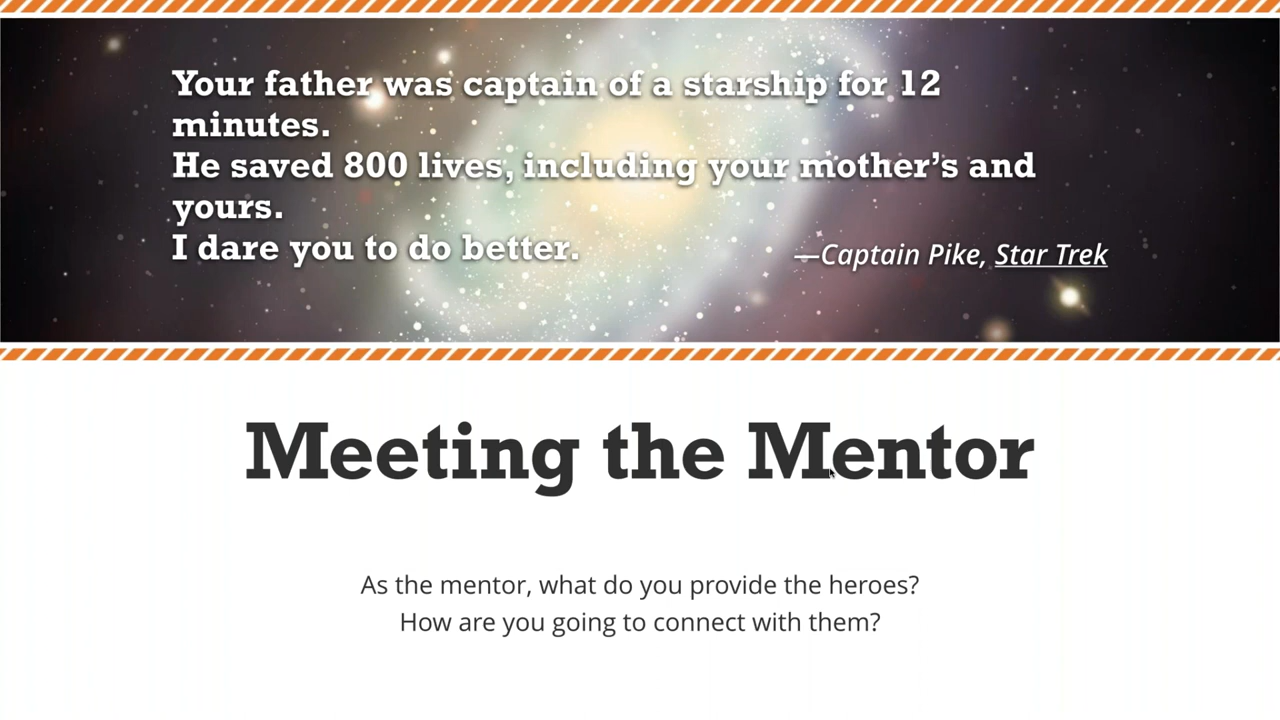 Your father was captain of a starship for 12
minutes.
He saved 800 lives, including your mother’s and
yours.
I dare you to do better.
—Captain Pike, Star Trek
Meeting the Mentor
As the mentor, what do you provide the heroes?
How are you going to connect with them?